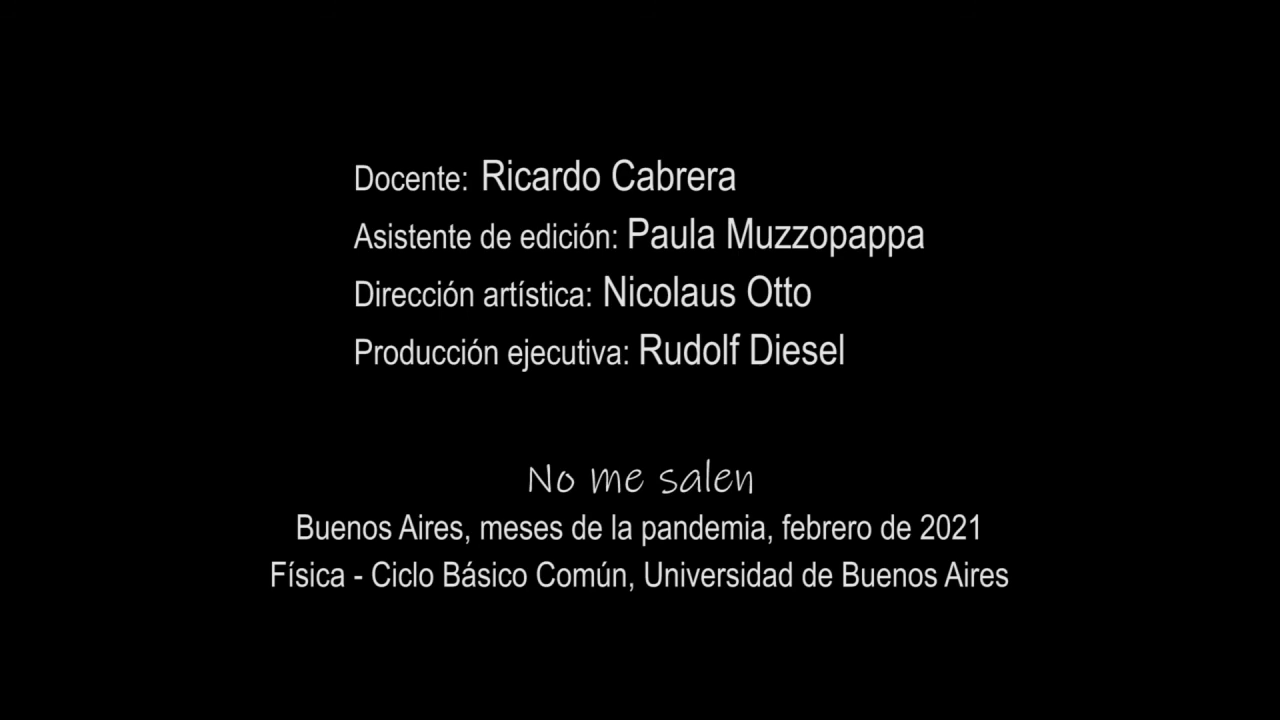 Docente: Ricardo Cabrera
Asistente de edición: Paula Muzzopappa
Dirección artística: Nicolaus Otto
Producción ejecutiva: Rudolf Diesel
No me salen
Buenos Aires, meses de la pandemia, febrero de 2021
Física - Ciclo Básico Común, Universidad de Buenos Aires